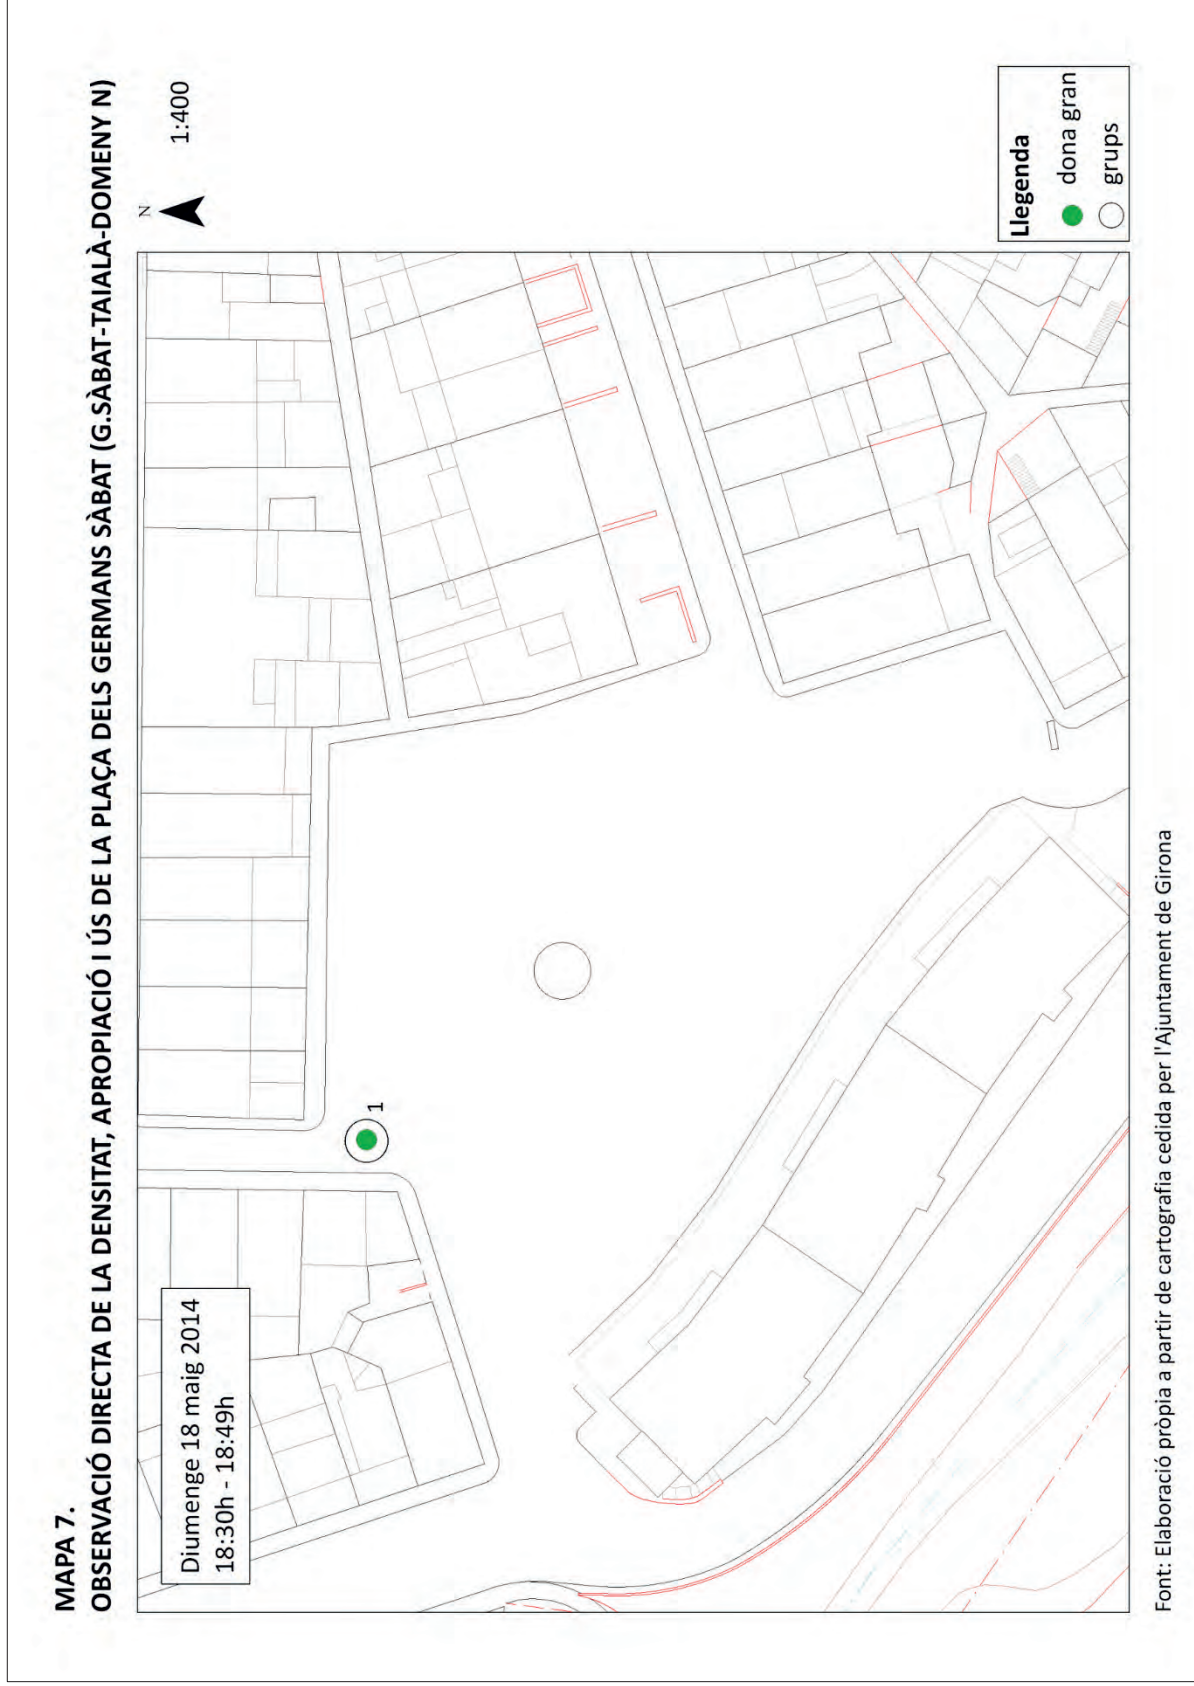 MAPA 7.
OBSERVACIÓ DIRECTA DE LA DENSITAT, APROPIACIÓ I ÚS DE LA PLAÇA DELS GERMANS SÀBAT (G.SÀBAT-TAIALÀ-DOMENY N)
N
1:400
Diumenge 18 maig 2014
18:30h - 18:49h
1
Llegenda
dona gran
grups
Font: Elaboració pròpia a partir de cartografia cedida per l'Ajuntament de Girona